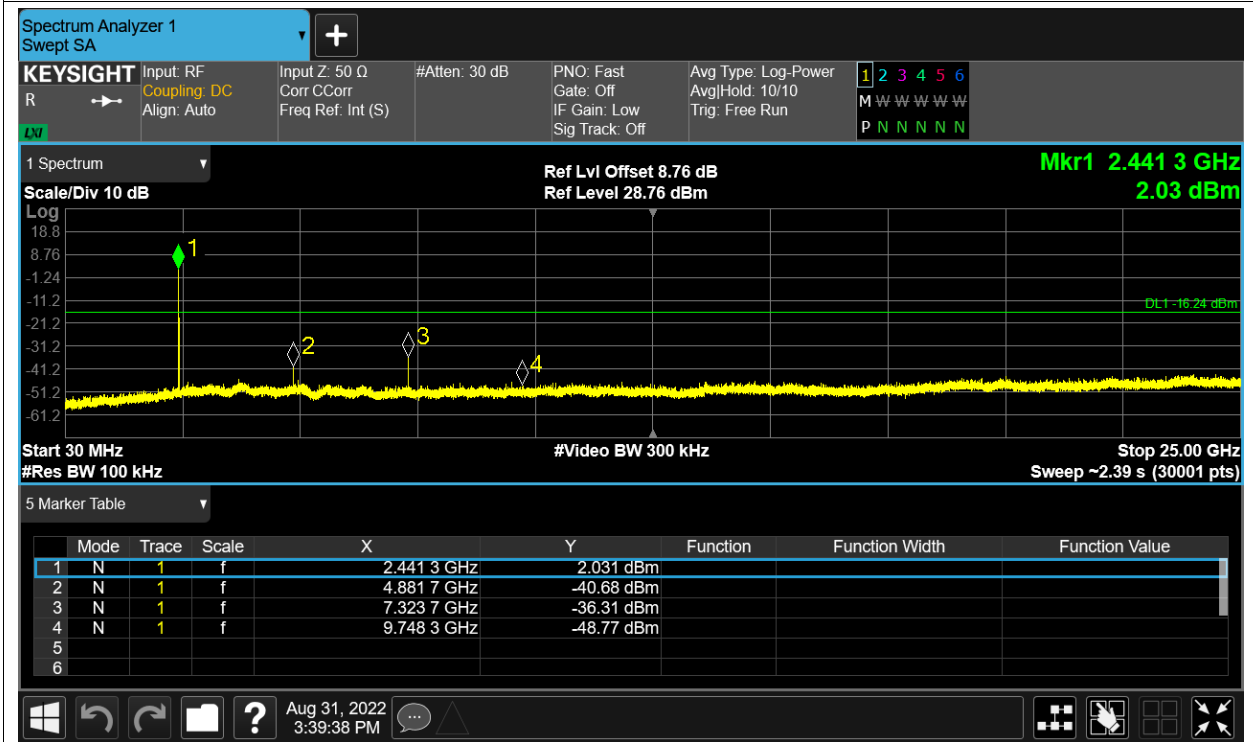 Spectrum Analyzer 1
Swept SA
+
KEYSIGHT
R
LXI
Input: RF
Coupling: DC
Align: Auto
Input Z: 50 Ω
Corr CCorr
Freq Ref: Int (S)
#Atten: 30 dB
PNO: Fast
Gate: Off
IF Gain: Low
Sig Track: Off
Avg Type: Log-Power
Avg|Hold: 10/10
Trig: Free Run
1 2 3 4 5 6
M W W W W W
P N N N N N
1 Spectrum
Scale/Div 10 dB
Ref Lvl Offset 8.76 dB
Ref Level 28.76 dBm
Mkr1 2.441 3 GHz
2.03 dBm
Log
18.8
8.76
-1.24
-11.2
-21.2
-31.2
-41.2
-51.2
-61.2
1
2
3
4
DL1 -16.24 dBm
Start 30 MHz
#Video BW 300 kHz
Stop 25.00 GHz
#Res BW 100 kHz
Sweep ~2.39 s (30001 pts)
5 Marker Table
Mode Trace Scale X Y Function Function Width Function Value
1 N 1 f 2.441 3 GHz 2.031 dBm
2 N 1 f 4.881 7 GHz -40.68 dBm
3 N 1 f 7.323 7 GHz -36.31 dBm
4 N 1 f 9.748 3 GHz -48.77 dBm
5
6
?
Aug 31, 2022
3:39:38 PM